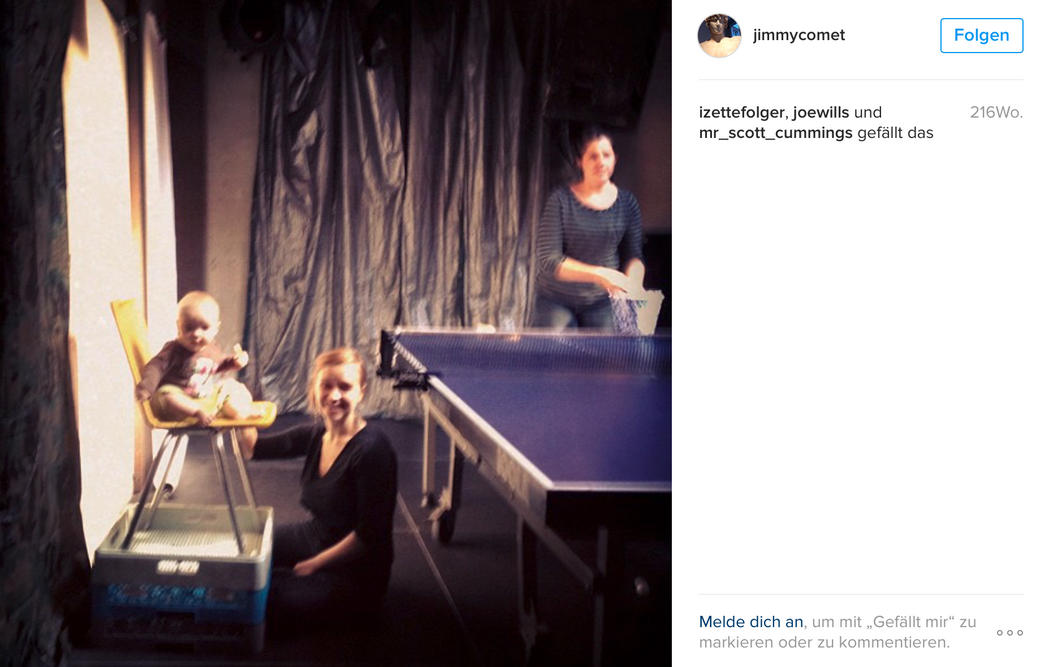 jimmycomet
Folgen
izettefolger, joewills und
mr_scott_cummings gefällt das
216Wo.
Melde dich an, um mit „Gefällt mir“ zu
markieren oder zu kommentieren.